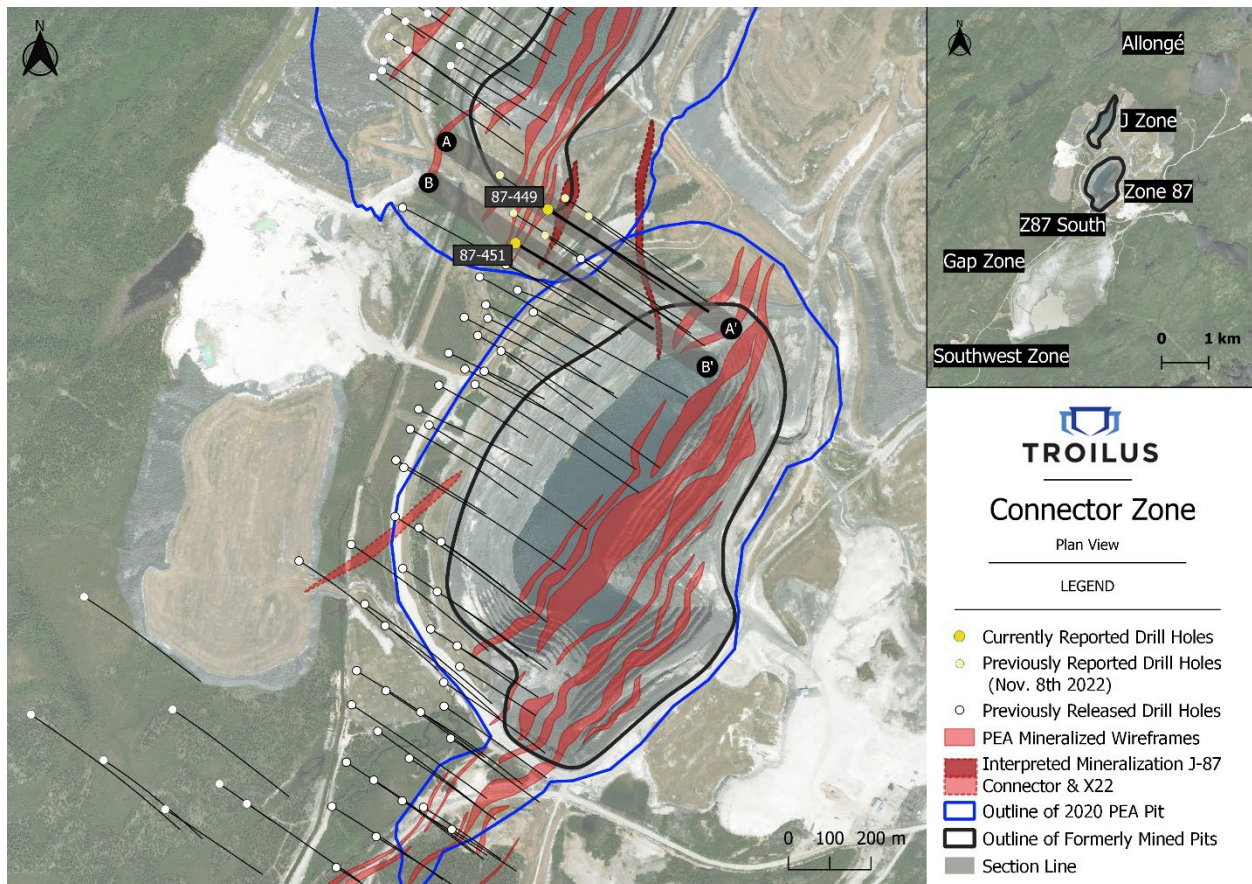 N
A
B
87-449
87-451
A'
B'
0 100 200 m
N
Allongé
J Zone
Zone 87
Z87 South
Gap Zone
0 1 km
Southwest Zone
TROILUS
Connector Zone
Plan View
LEGEND
Currently Reported Drill Holes
Previously Reported Drill Holes
(Nov. 8th 2022)
Previously Released Drill Holes
PEA Mineralized Wireframes
Interpreted Mineralization J-87
Connector & X22
Outline of 2020 PEA Pit
Outline of Formerly Mined Pits
Section Line